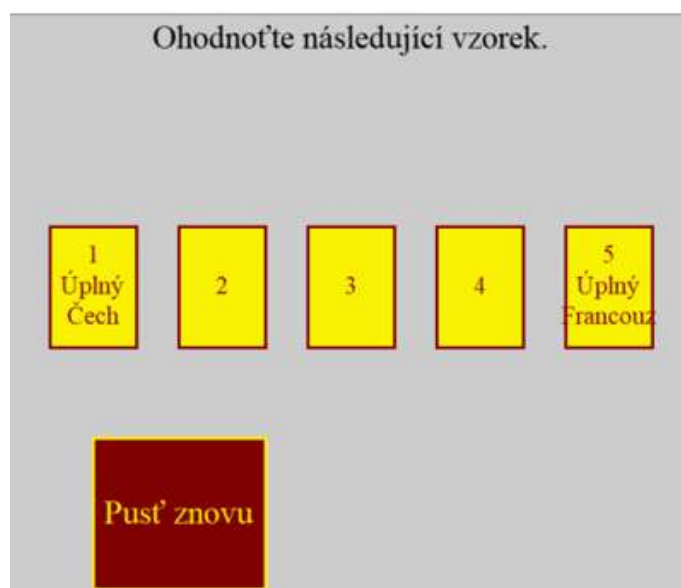 Ohodnoťte následující vzorek.
1
Úplný
Čech
2
3
4
5
Úplný
Francouz
Pusť znovu